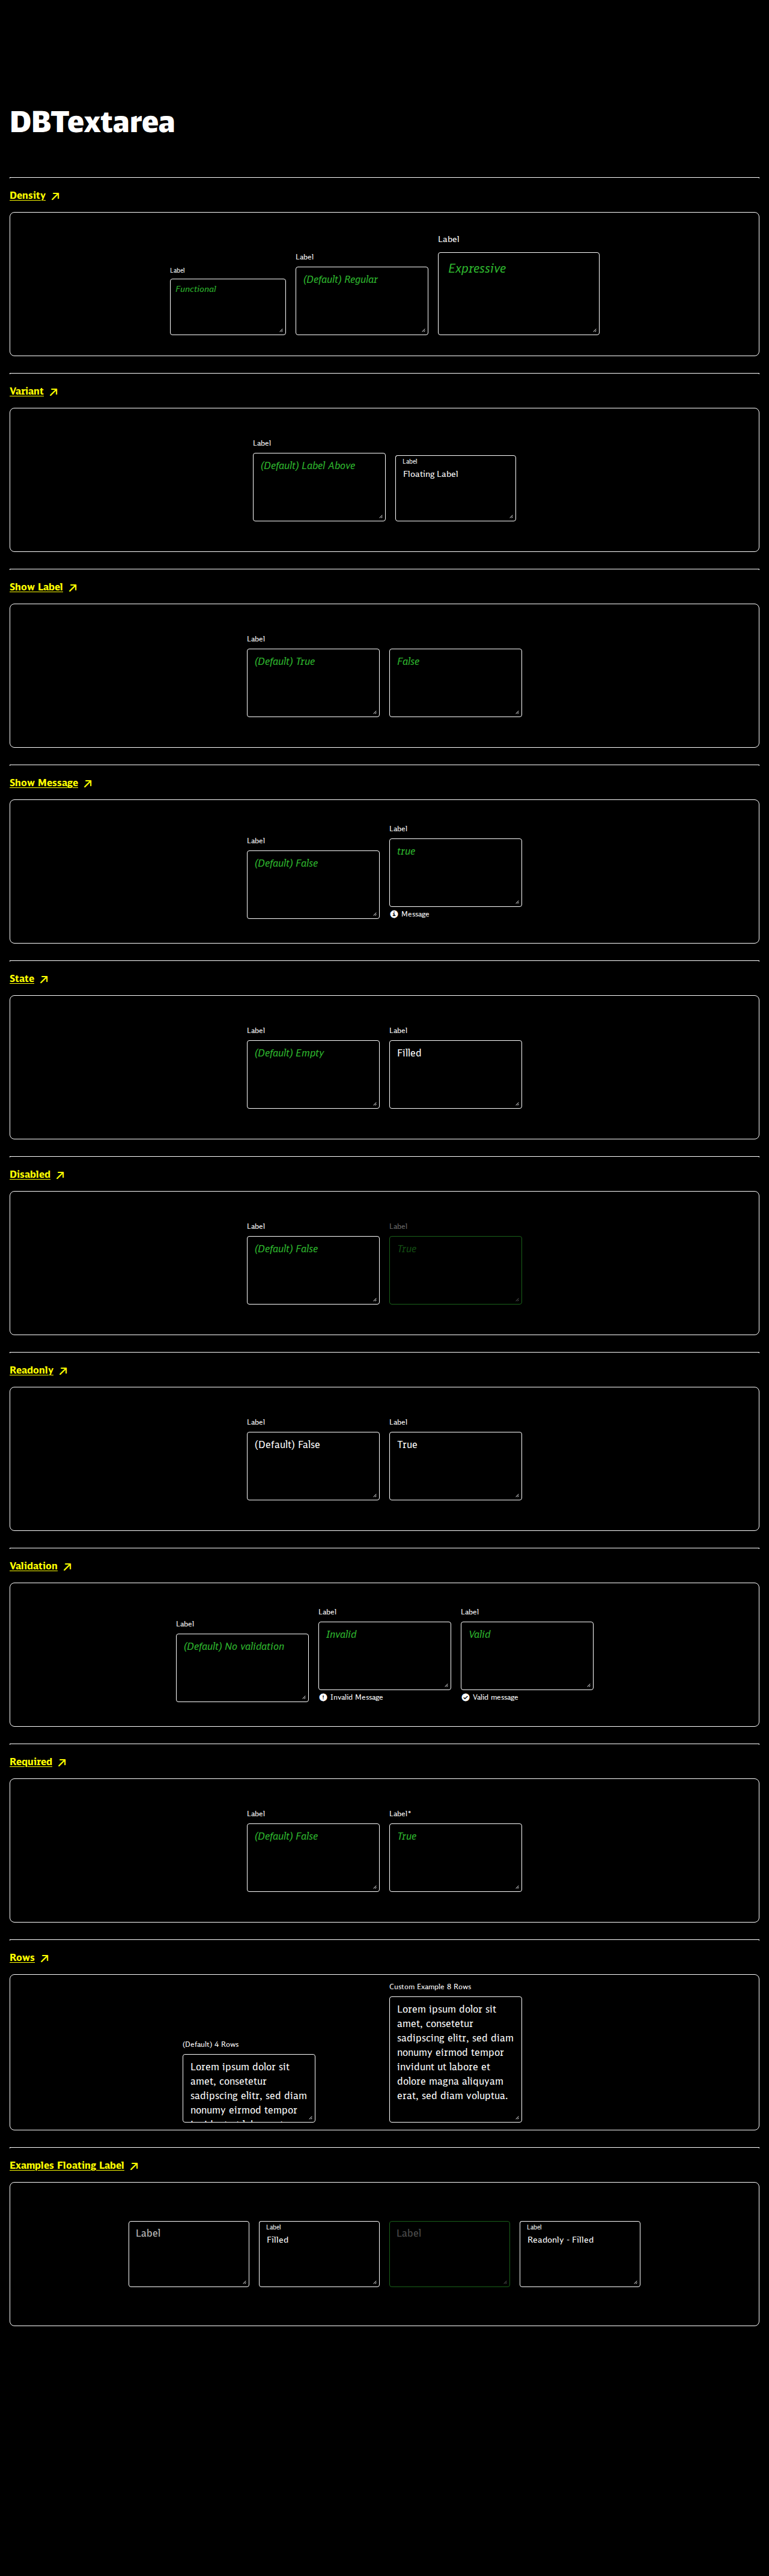 DBTextarea
Density
Label
Functional
Label
(Default) Regular
Label
Expressive
Variant
Label
(Default) Label Above
Label
Floating Label
Show Label
Label
(Default) True
False
Show Message
Label
(Default) False
Label
true
Message
State
Label
(Default) Empty
Label
Filled
Disabled
Label
(Default) False
Label
True
Readonly
Label
(Default) False
Label
True
Validation
Label
(Default) No validation
Label
Invalid
Invalid Message
Label
Valid
Valid message
Required
Label
(Default) False
Label*
True
Rows
(Default) 4 Rows
Lorem ipsum dolor sit
amet, consetetur
sadipscing elitr, sed diam
nonumy eirmod tempor
Custom Example 8 Rows
Lorem ipsum dolor sit
amet, consetetur
sadipscing elitr, sed diam
nonumy eirmod tempor
invidunt ut labore et
dolore magna aliquyam
erat, sed diam voluptua.
Examples Floating Label
Label
Label
Filled
Label
Label
Readonly - Filled